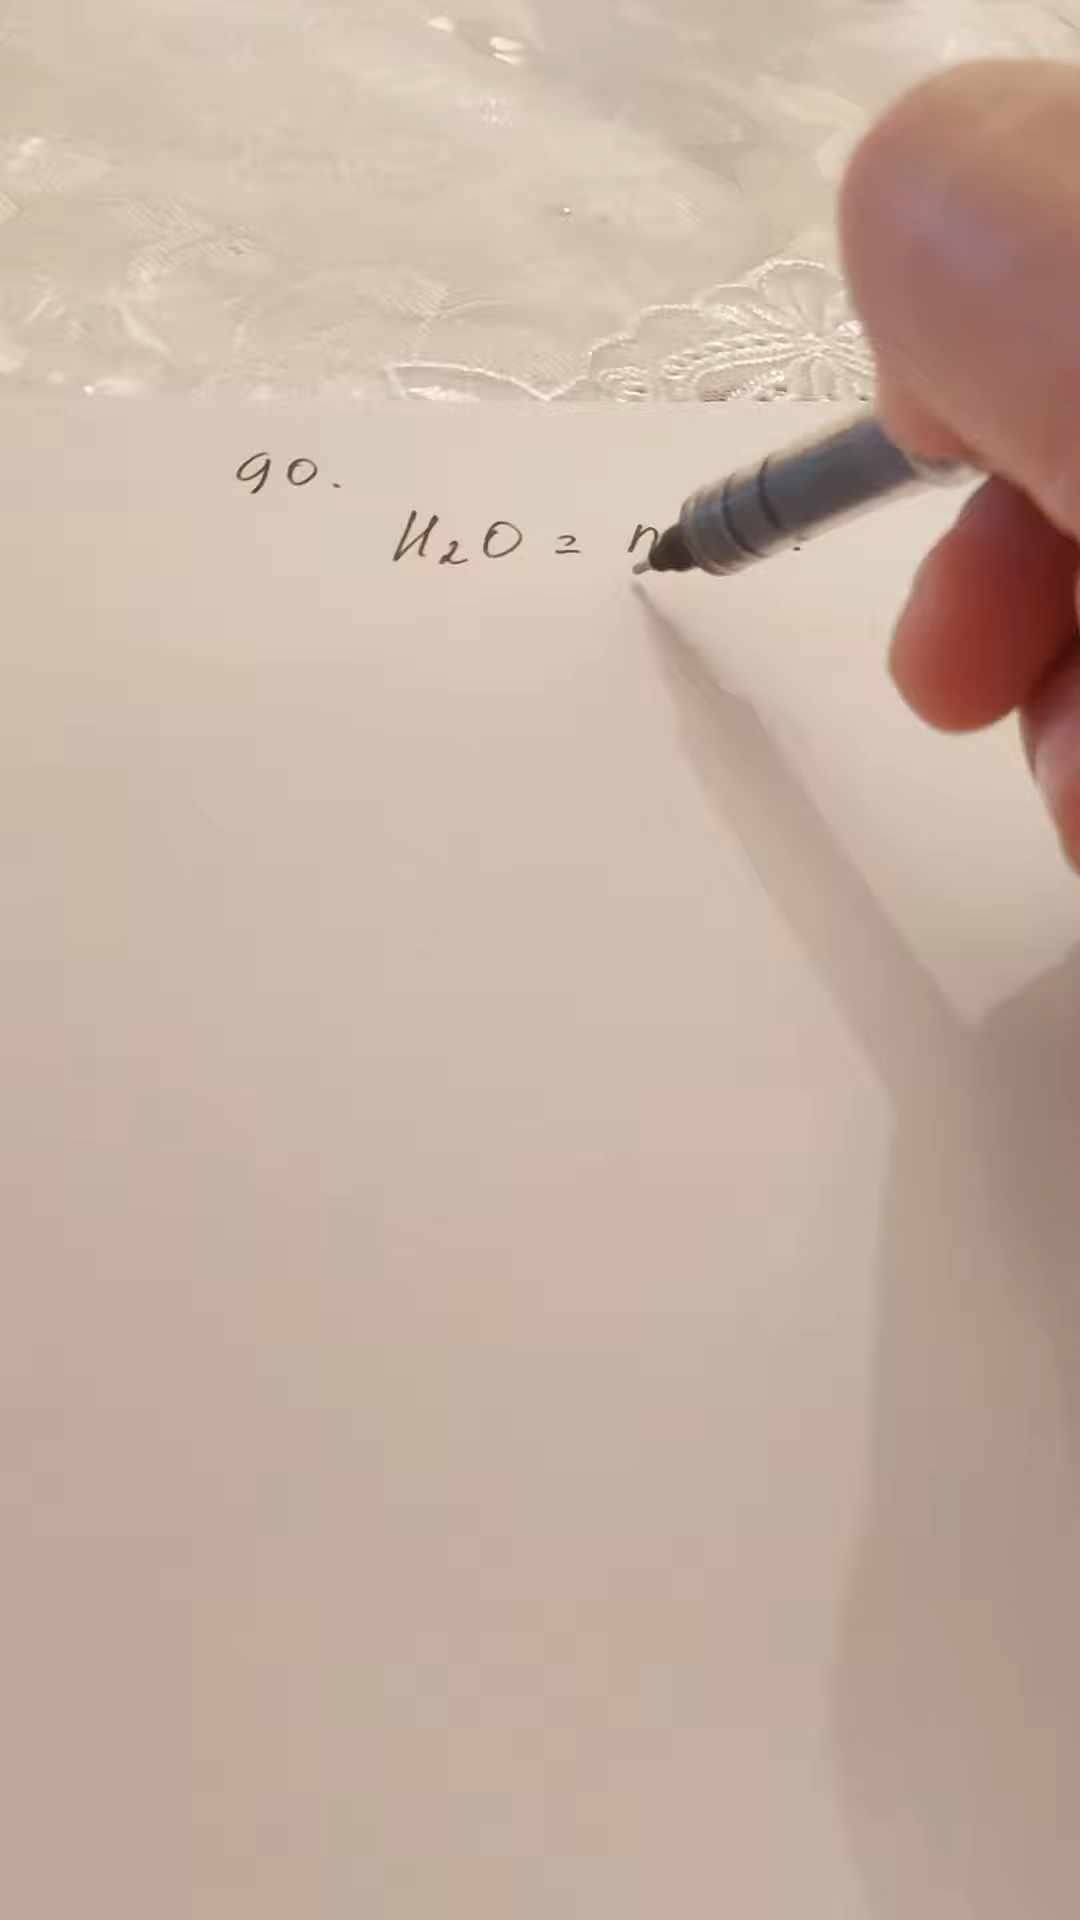 90.
H₂O =